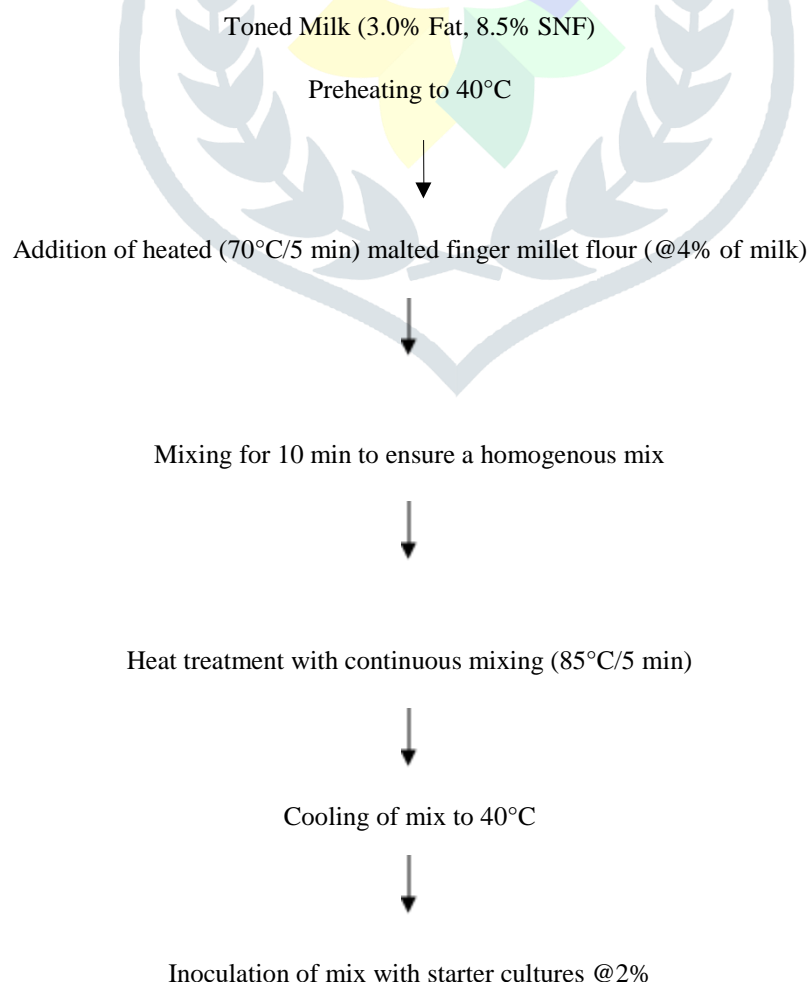 Toned Milk (3.0% Fat, 8.5% SNF)
Preheating to 40°C
Addition of heated (70°C/5 min) malted finger millet flour (@4% of milk)
Mixing for 10 min to ensure a homogenous mix
Heat treatment with continuous mixing (85°C/5 min)
Cooling of mix to 40°C
Inoculation of mix with starter cultures @2%